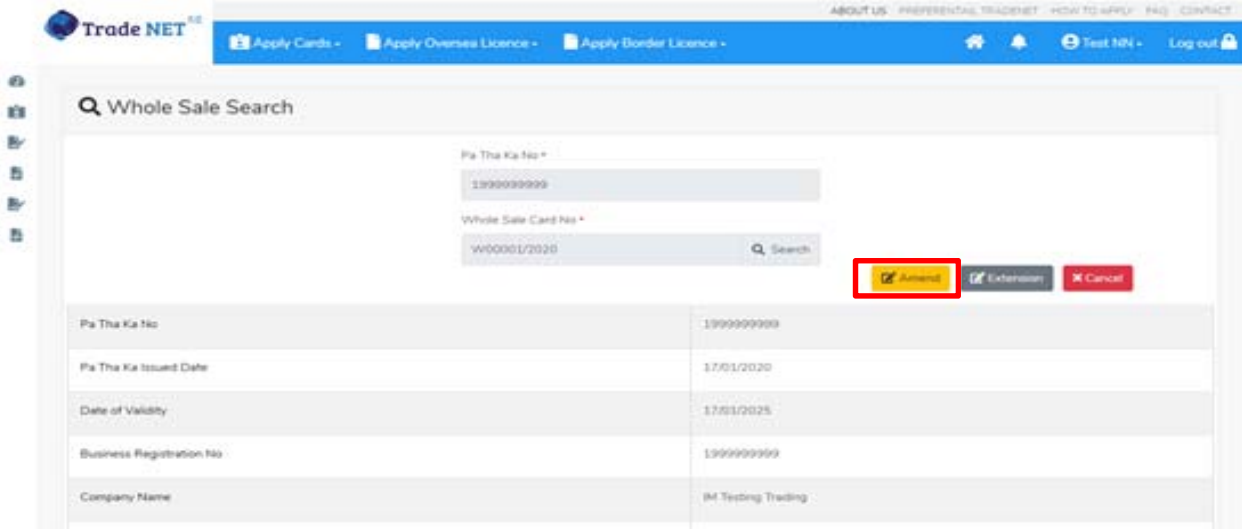 ABOUT US PREFERENTIAL TRADENET HOW TO APPLY FAQ CONTACT
Trade NET 2.0
Apply Cards Apply Oversea Licence Apply Border Licence Test NN Log out
Whole Sale Search
Pa Tha Ka No *
1999999999
Whole Sale Card No *
W00001/2020 Search
Amend Extension Cancel
Pa Tha Ka No 1999999999
Pa Tha Ka Issued Date 17/01/2020
Date of Validity 17/01/2025
Business Registration No 1999999999
Company Name IM Testing Trading